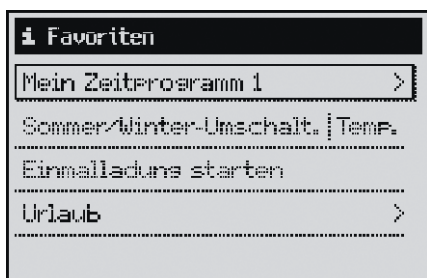 i Favoriten
Mein Zeitprogramm 1 >
Sommer/Winter-Umschalt. Temp.
Einmalladung starten
Urlaub >